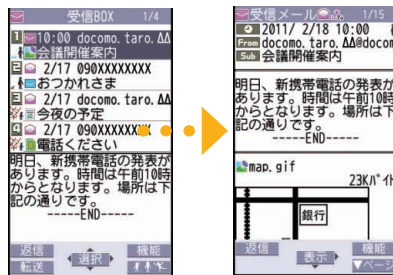 受信BOX 1/4
1 10:00 docomo.taro.ΔΔ
会議開催案内
2 2/17 090XXXXXXXX
おつかれさま
3 2/17 docomo.taro.ΔΔ
今夜の予定
4 2/17 090XXXXXXXX
電話ください
明日、新携帯電話の発表が
あります。時間は午前10時
からとなります。場所は下
記の通りです。
-----END-----
返信 機能
選択
転送
受信メール 1/15
2011/ 2/18 10:00
From docomo.taro.ΔΔ@docom
Sub 会議開催案内
明日、新携帯電話の発表が
あります。時間は午前10時
からとなります。場所は下
記の通りです。
-----END-----
map.gif
23Kバイト
銀行
返信 機能
表示
▼ページ